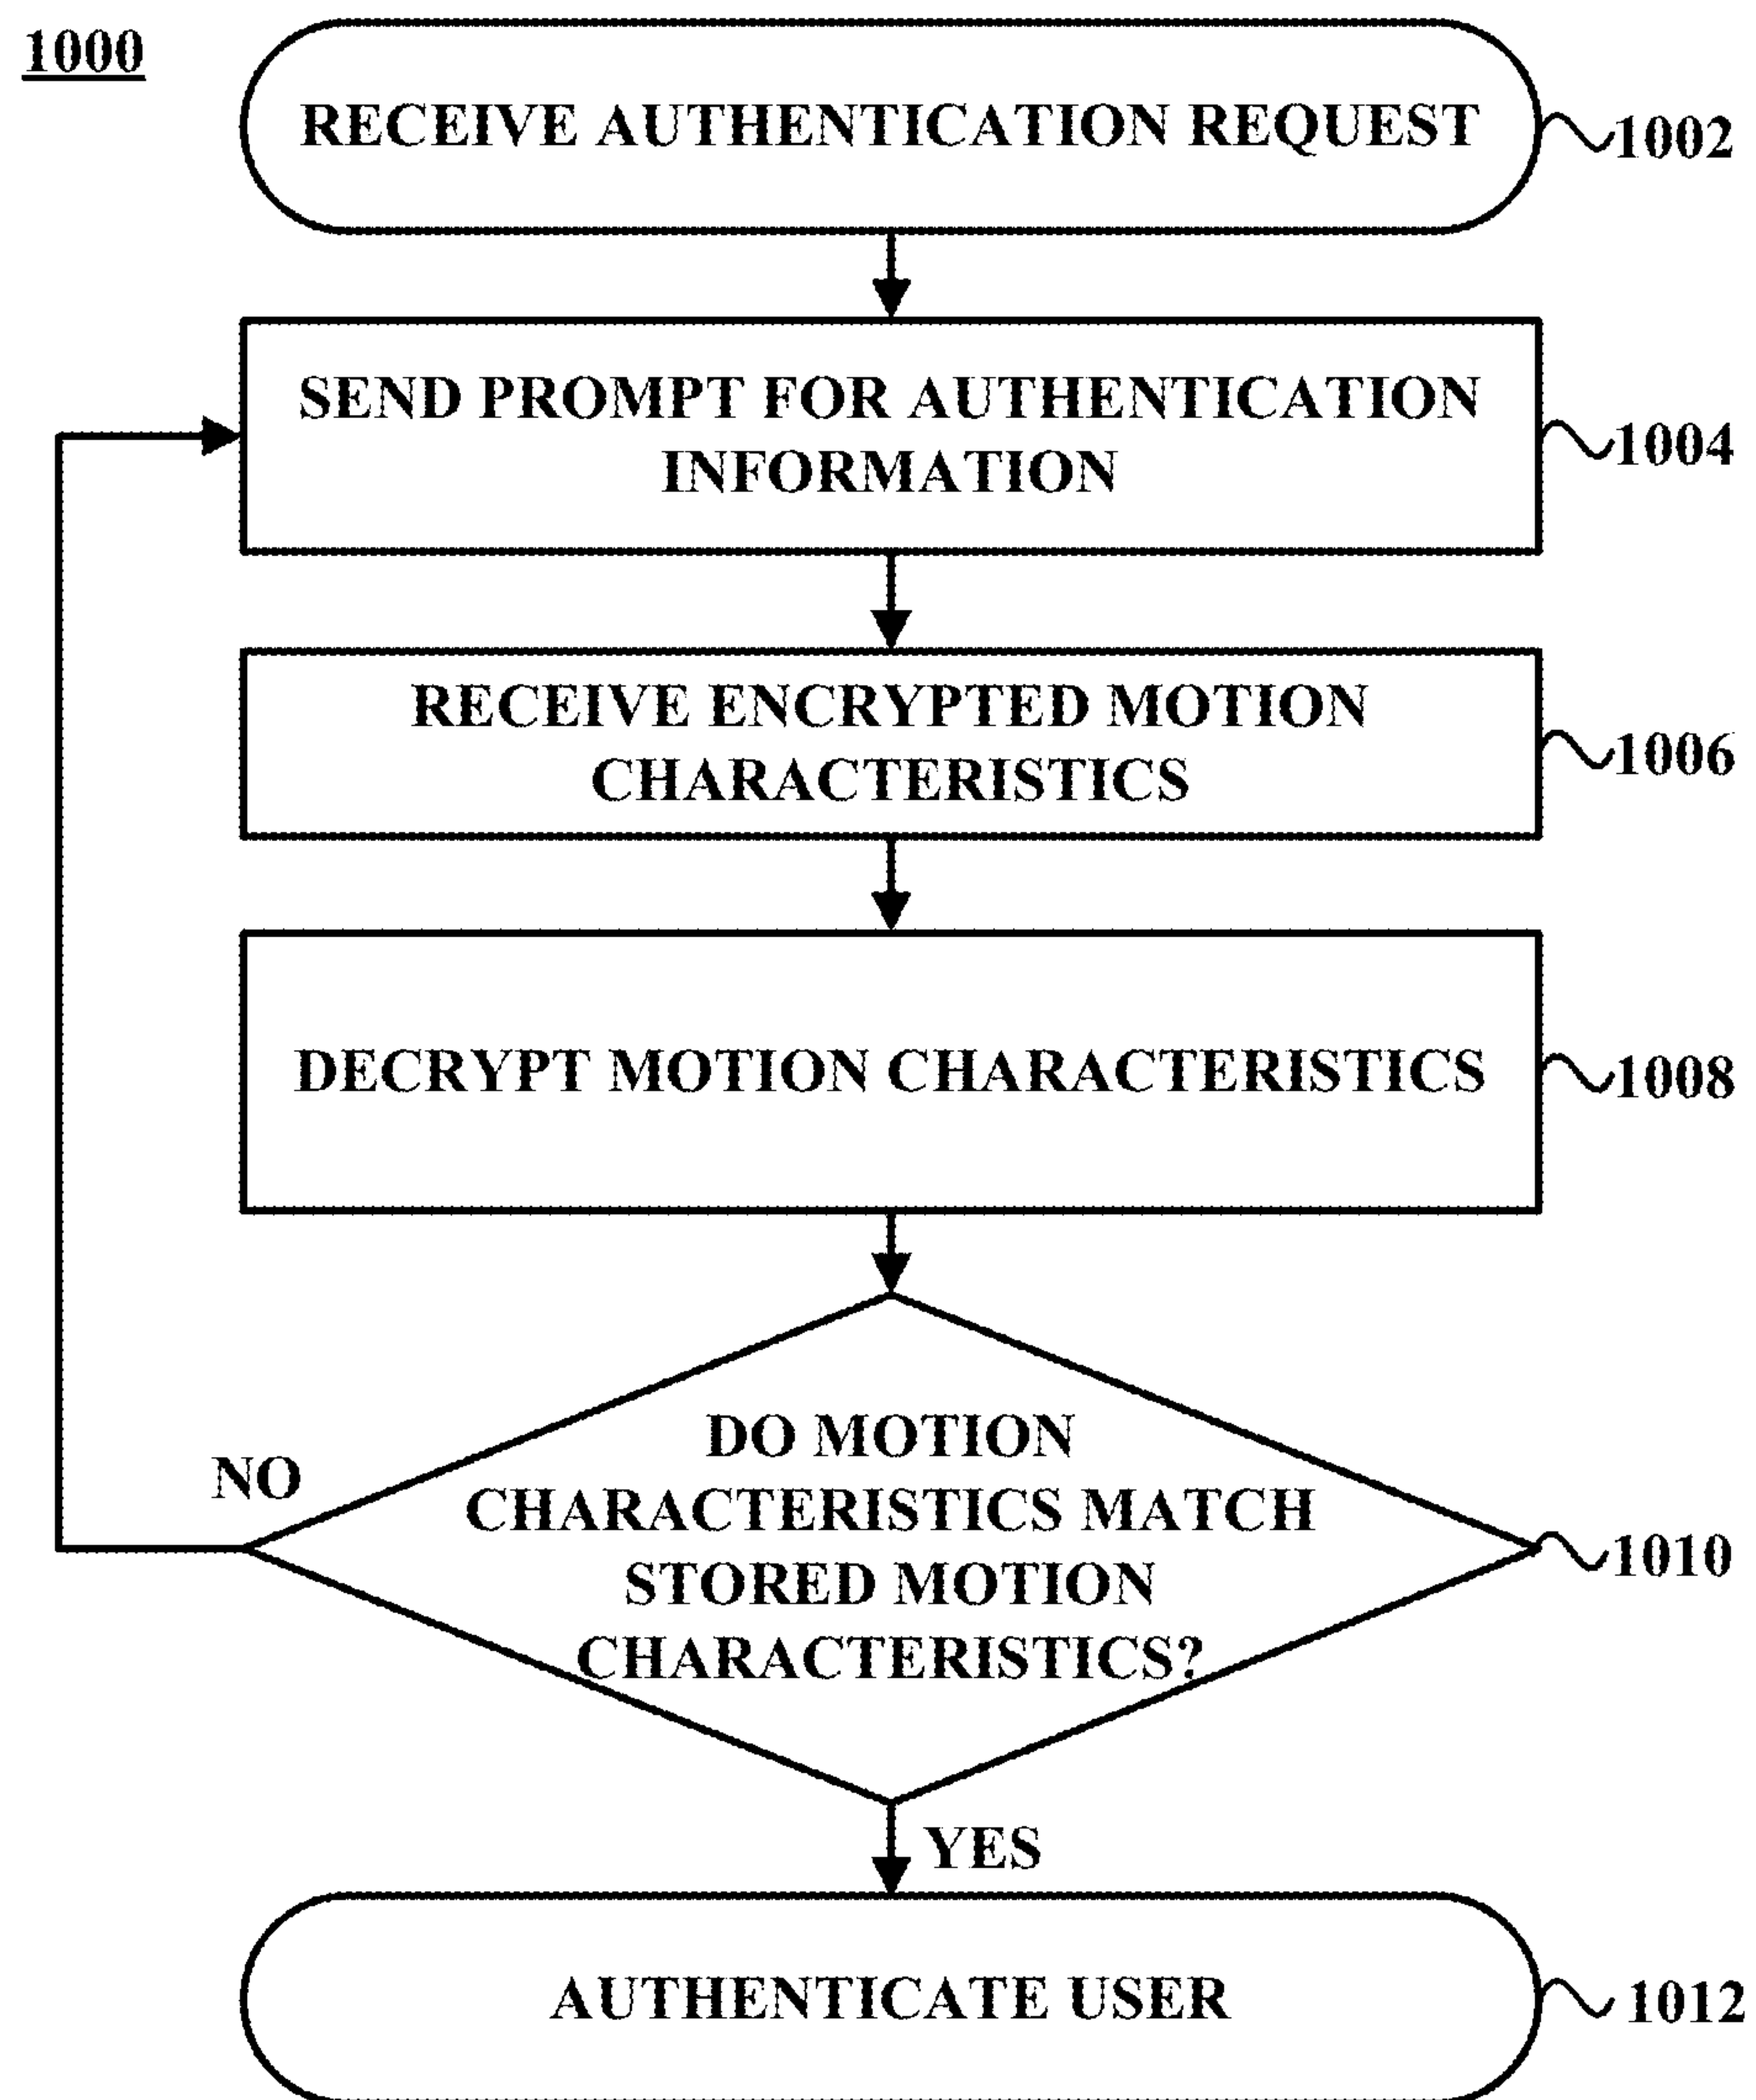 1000
RECEIVE AUTHENTICATION REQUEST
1002
SEND PROMPT FOR AUTHENTICATION
INFORMATION
1004
RECEIVE ENCRYPTED MOTION
CHARACTERISTICS
1006
DECRYPT MOTION CHARACTERISTICS
1008
DO MOTION
CHARACTERISTICS MATCH
STORED MOTION
CHARACTERISTICS?
NO
1010
YES
AUTHENTICATE USER
1012